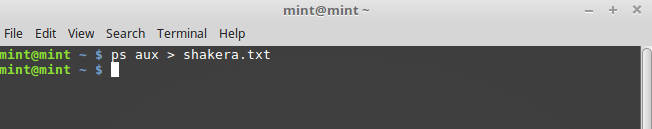 mint@mint ~
File Edit View Search Terminal Help
mint@mint ~ $ ps aux > shakera.txt
mint@mint ~ $